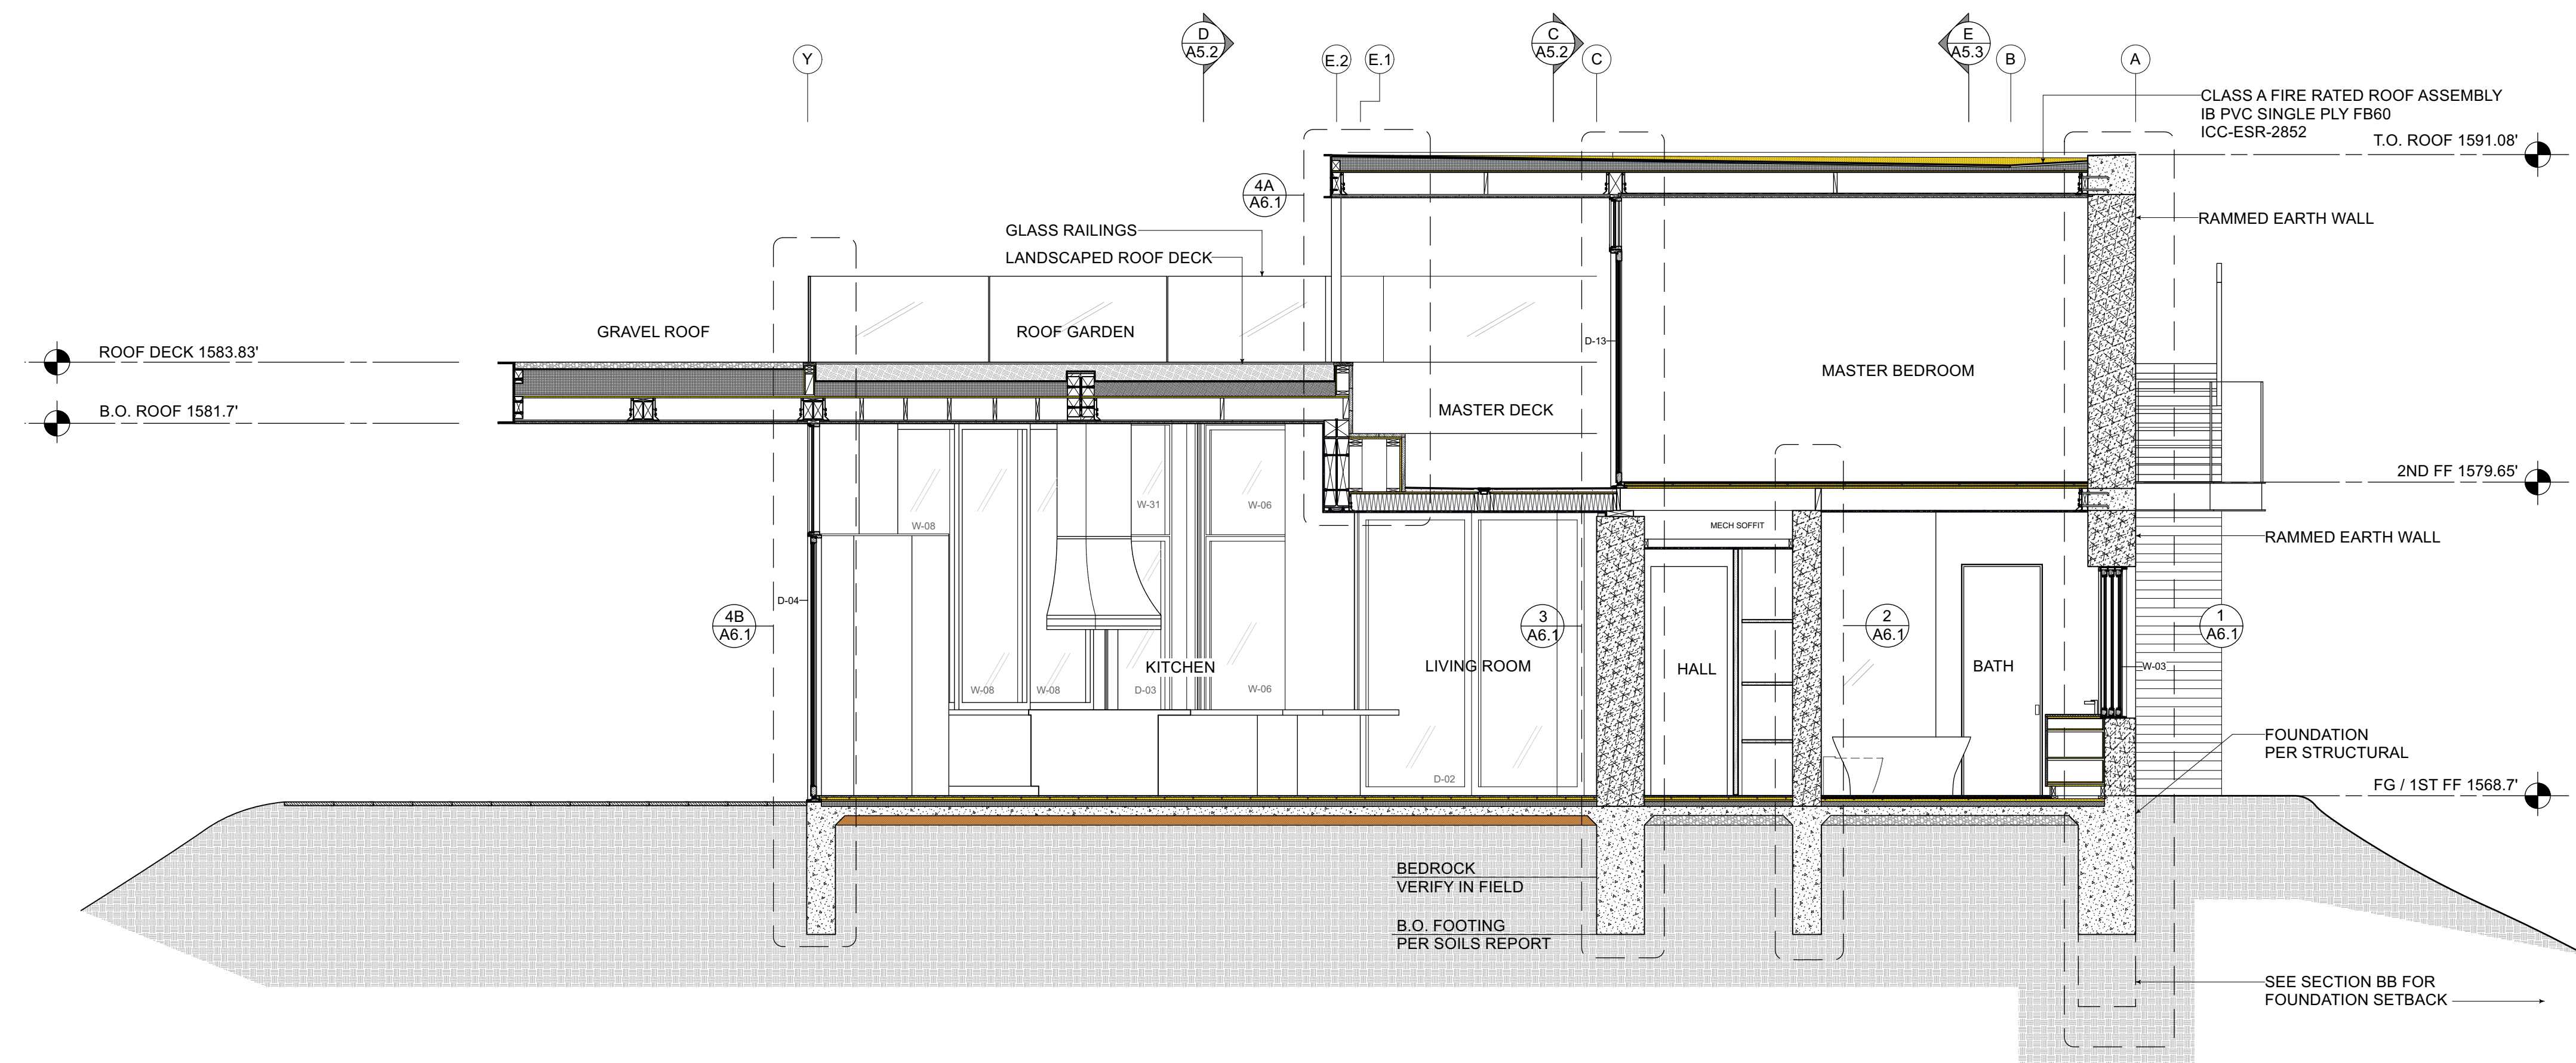 D
A5.2
C
A5.2
E
A5.3
Y
E.2
E.1
C
B
A
CLASS A FIRE RATED ROOF ASSEMBLY
IB PVC SINGLE PLY FB60
ICC-ESR-2852
T.O. ROOF 1591.08'
4A
A6.1
RAMMED EARTH WALL
GLASS RAILINGS
LANDSCAPED ROOF DECK
GRAVEL ROOF
ROOF GARDEN
D-13
ROOF DECK 1583.83'
MASTER BEDROOM
B.O. ROOF 1581.7'
MASTER DECK
2ND FF 1579.65'
W-31
W-06
W-08
MECH SOFFIT
RAMMED EARTH WALL
D-04
4B
A6.1
3
A6.1
2
A6.1
1
A6.1
KITCHEN
LIVING ROOM
HALL
BATH
W-03
W-08
W-08
D-03
W-06
FOUNDATION
PER STRUCTURAL
D-02
FG / 1ST FF 1568.7'
BEDROCK
VERIFY IN FIELD
B.O. FOOTING
PER SOILS REPORT
SEE SECTION BB FOR
FOUNDATION SETBACK